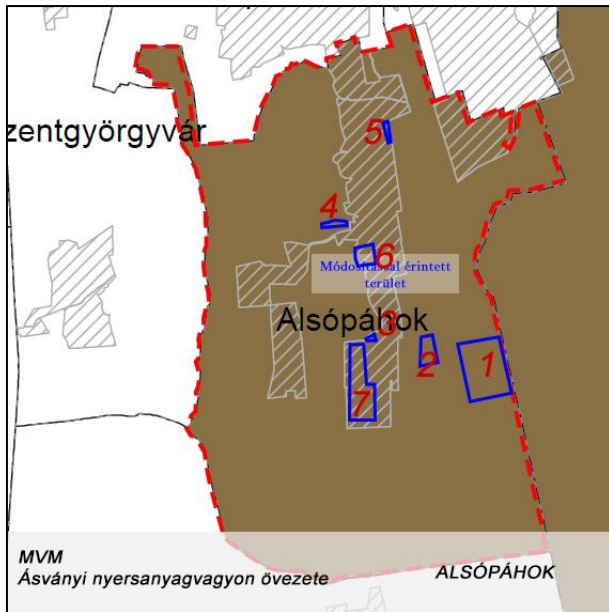 zentgyörgyvár
5
4
6
Módosítással érintett
terület
Alsópáhok
3
2
1
7
MVM
Ásványi nyersanyagvagyon övezete
ALSÓPÁHOK